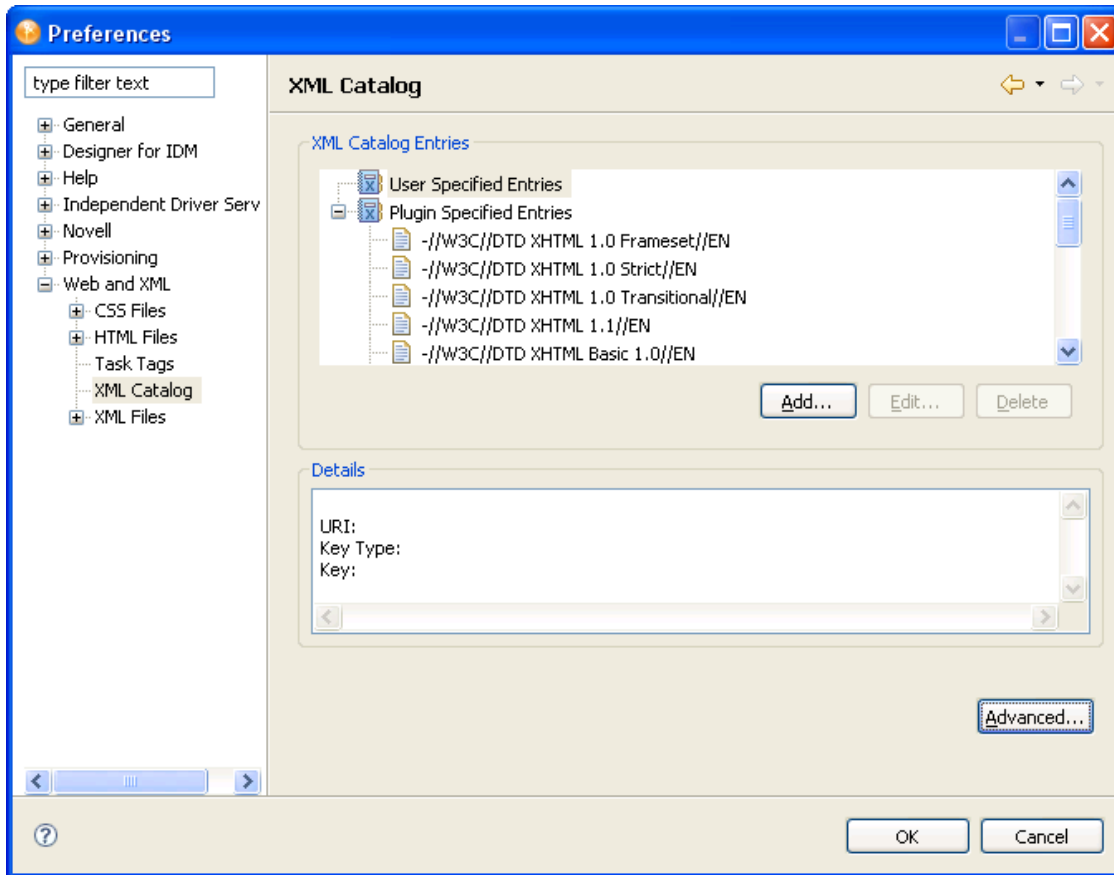 Preferences
type filter text
General
Designer for IDM
Help
Independent Driver Serv
Novell
Provisioning
Web and XML
CSS Files
HTML Files
Task Tags
XML Catalog
XML Files
XML Catalog
XML Catalog Entries
User Specified Entries
Plugin Specified Entries
-//W3C//DTD XHTML 1.0 Frameset//EN
-//W3C//DTD XHTML 1.0 Strict//EN
-//W3C//DTD XHTML 1.0 Transitional//EN
-//W3C//DTD XHTML 1.1//EN
-//W3C//DTD XHTML Basic 1.0//EN
Add... Edit... Delete
Details
URI:
Key Type:
Key:
Advanced...
OK Cancel